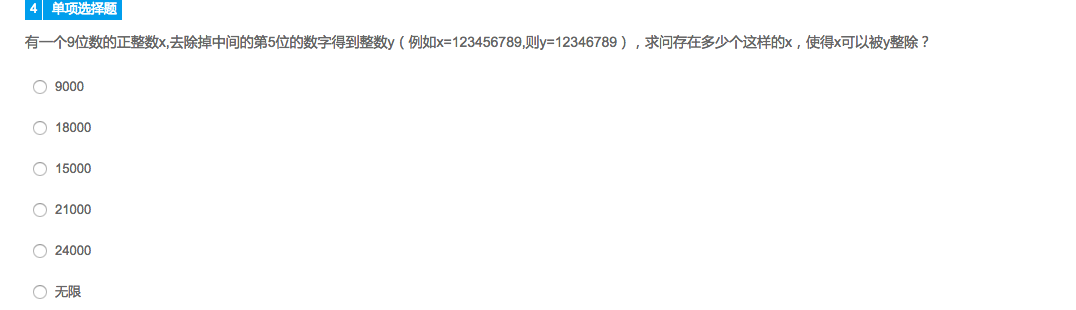 4 单项选择题
有一个9位数的正整数x,去除掉中间的第5位的数字得到整数y（例如x=123456789,则y=12346789），求问存在多少个这样的x，使得x可以被y整除？
9000
18000
15000
21000
24000
无限